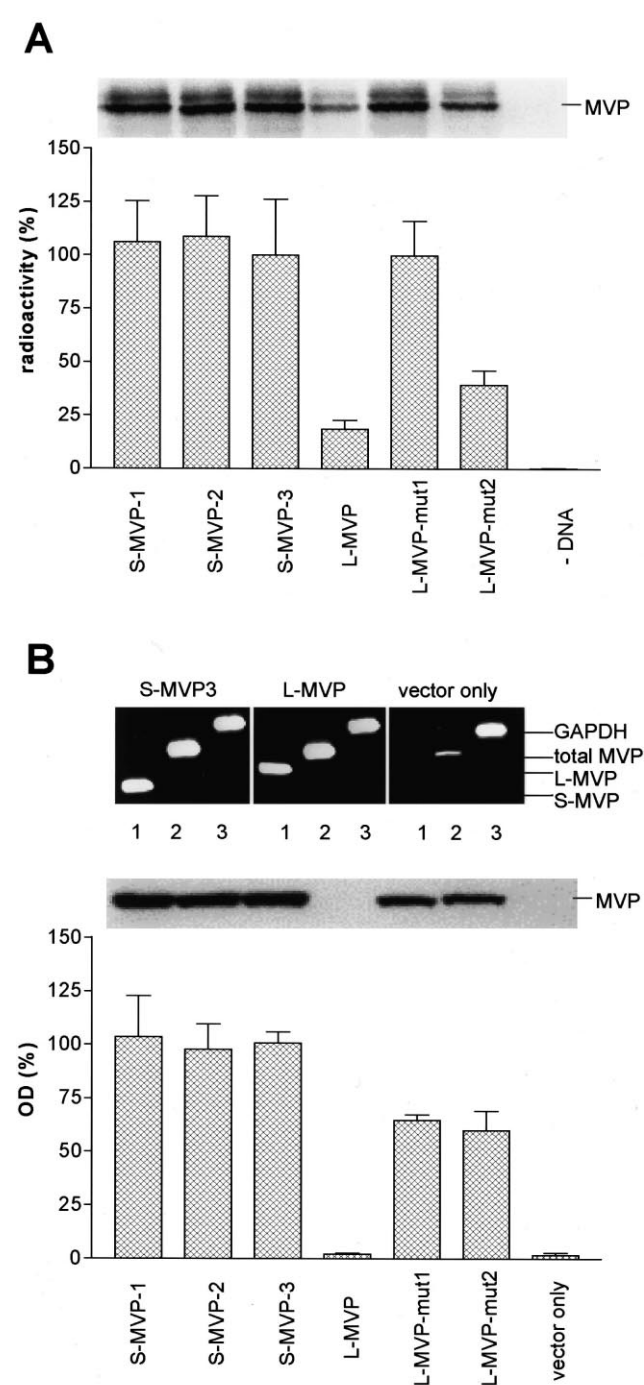 A
MVP
150
125
100
75
50
25
0
radioactivity (%)
S-MVP-1
S-MVP-2
S-MVP-3
L-MVP
L-MVP-mut1
L-MVP-mut2
- DNA
B
S-MVP3 L-MVP vector only
GAPDH
total MVP
L-MVP
S-MVP
1 2 3 1 2 3 1 2 3
MVP
150
125
100
75
50
25
0
OD (%)
S-MVP-1
S-MVP-2
S-MVP-3
L-MVP
L-MVP-mut1
L-MVP-mut2
vector only